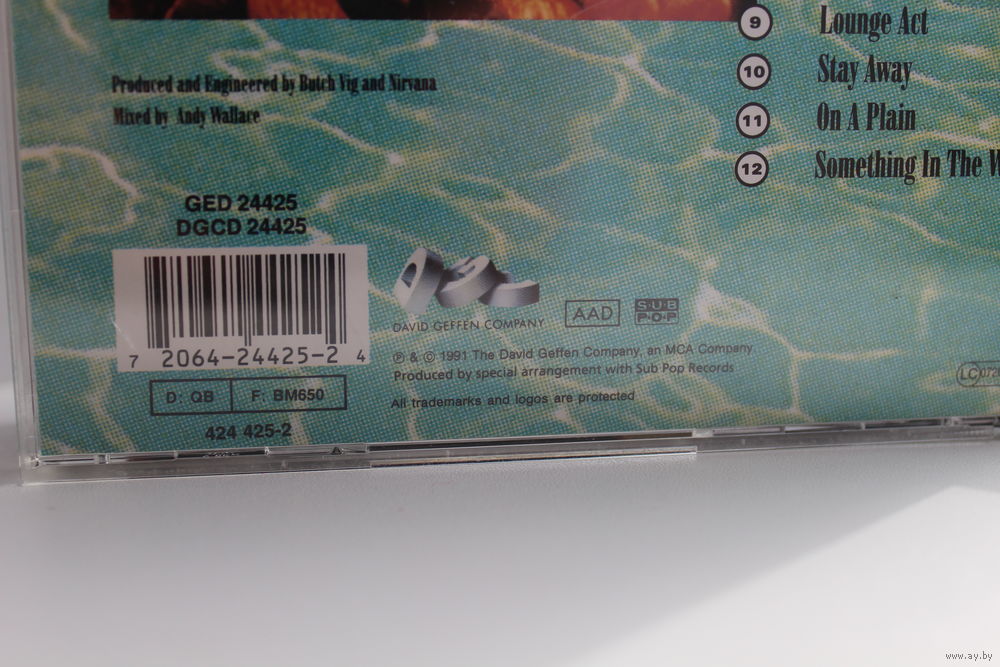 9 Lounge Act
10 Stay Away
11 On A Plain
12 Something In The
Produced and Engineered by Butch Vig and Nirvana
Mixed by Andy Wallace
GED 24425
DGCD 24425
7 2064-24425-2 4
D: QB F: BM650
424 425-2
DAVID GEFFEN COMPANY
AAD
SUB
POP
℗ & © 1991 The David Geffen Company, an MCA Company
Produced by special arrangement with Sub Pop Records
All trademarks and logos are protected
LC
www.ay.by